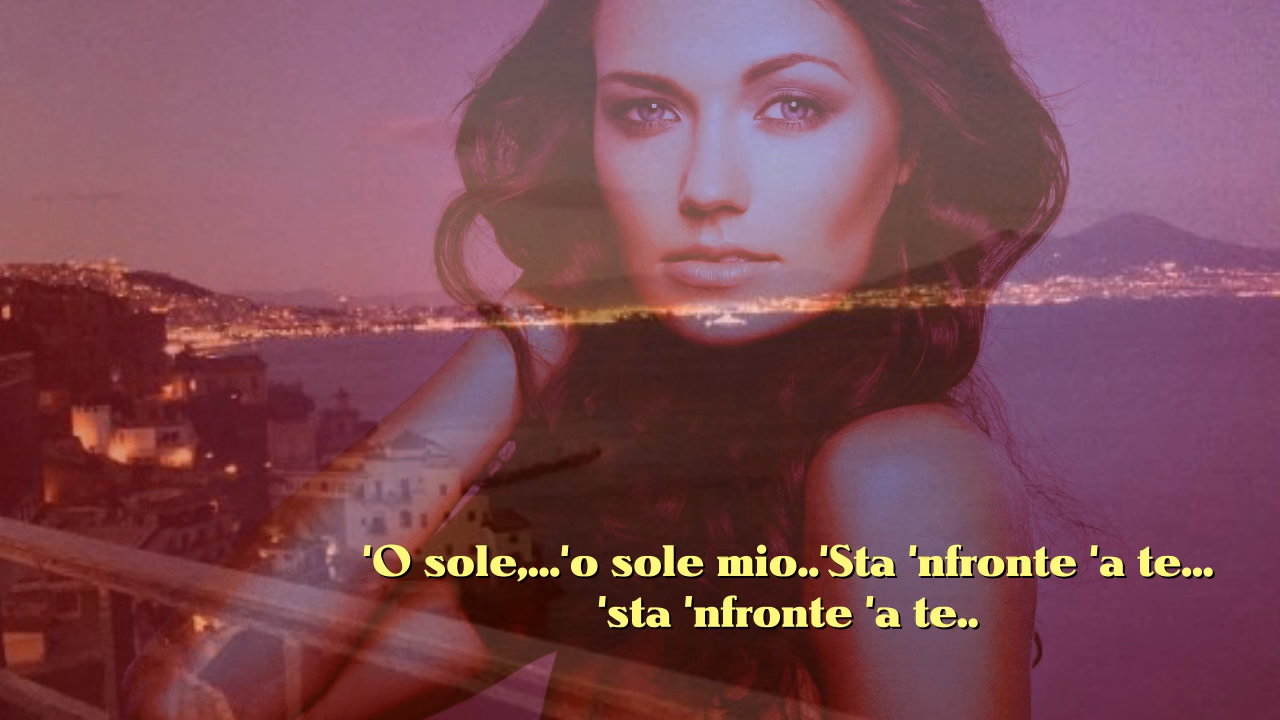 'O sole,...'o sole mio..'Sta 'nfronte 'a te...
'sta 'nfronte 'a te..